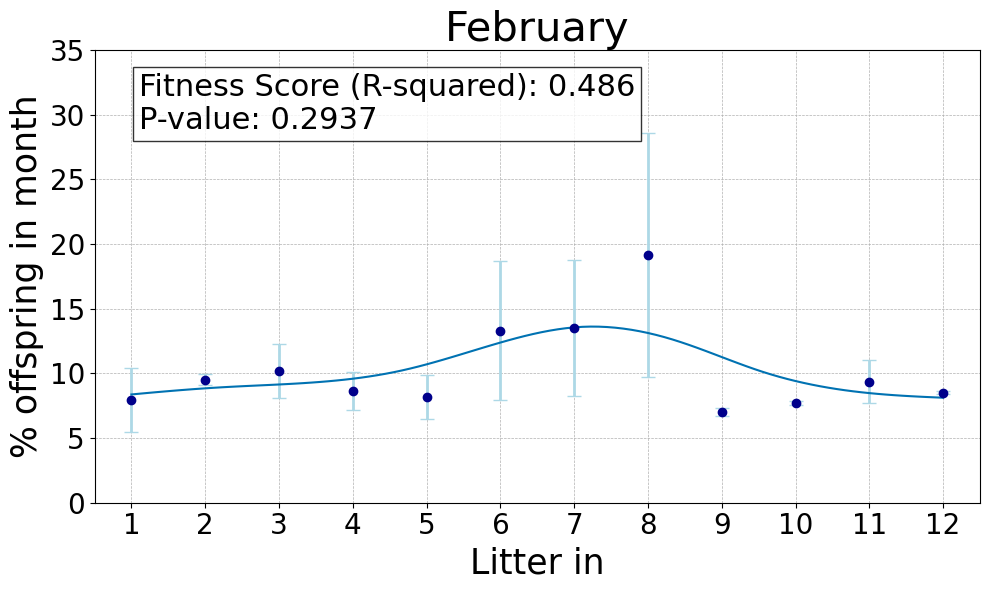 February
Fitness Score (R-squared): 0.486
P-value: 0.2937
% offspring in month
35
30
25
20
15
10
5
0
1 2 3 4 5 6 7 8 9 10 11 12
Litter in